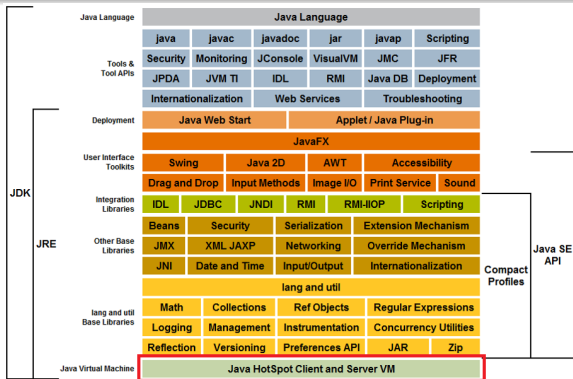 Java Language Java Language
java javac javadoc jar javap Scripting
Security Monitoring JConsole VisualVM JMC JFR
Tools &
Tool APIs
JPDA JVM TI IDL RMI Java DB Deployment
Internationalization Web Services Troubleshooting
Deployment Java Web Start Applet / Java Plug-in
JavaFX
User Interface
Toolkits
Swing Java 2D AWT Accessibility
Drag and Drop Input Methods Image I/O Print Service Sound
Integration
Libraries
IDL JDBC JNDI RMI RMI-IIOP Scripting
JDK
Beans Security Serialization Extension Mechanism
Other Base
Libraries
JMX XML JAXP Networking Override Mechanism
JRE
Java SE
API
JNI Date and Time Input/Output Internationalization
Compact
Profiles
lang and util
lang and util
Base Libraries
Math Collections Ref Objects Regular Expressions
Logging Management Instrumentation Concurrency Utilities
Reflection Versioning Preferences API JAR Zip
Java Virtual Machine Java HotSpot Client and Server VM